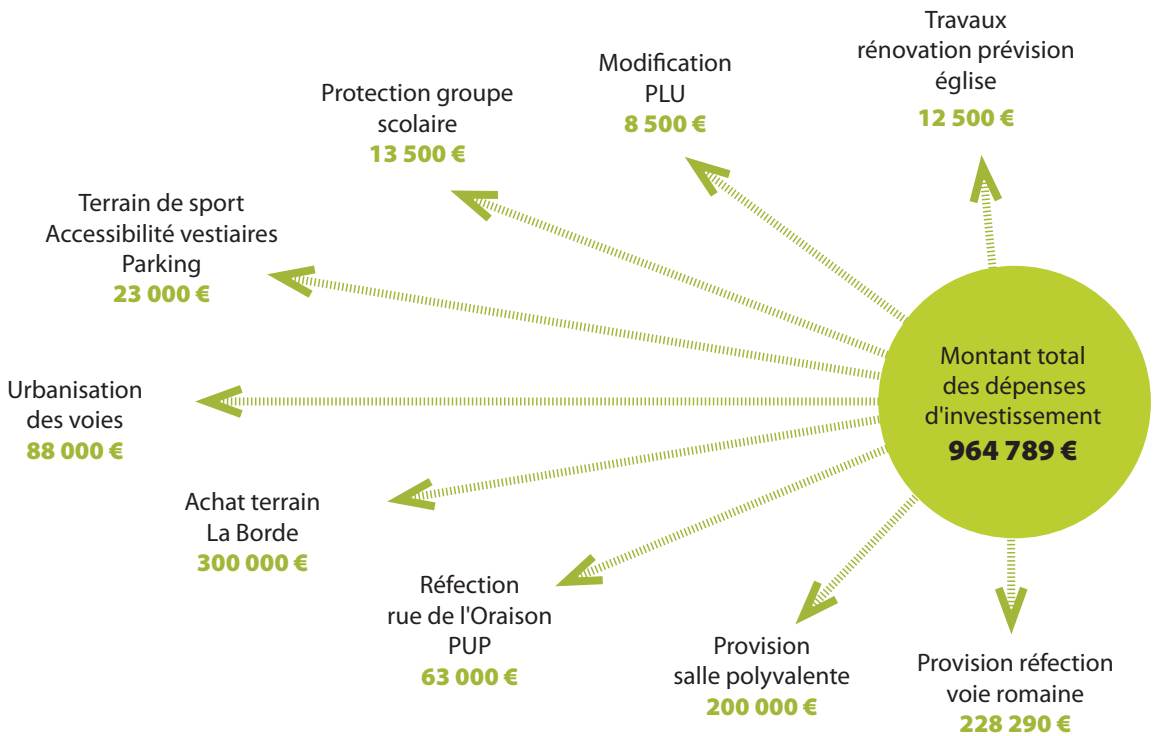 Travaux
rénovation prévision
église
12 500 €
Modification
PLU
8 500 €
Protection groupe
scolaire
13 500 €
Terrain de sport
Accessibilité vestiaires
Parking
23 000 €
Urbanisation
des voies
88 000 €
Achat terrain
La Borde
300 000 €
Réfection
rue de l'Oraison
PUP
63 000 €
Provision
salle polyvalente
200 000 €
Provision réfection
voie romaine
228 290 €
Montant total
des dépenses
d'investissement
964 789 €